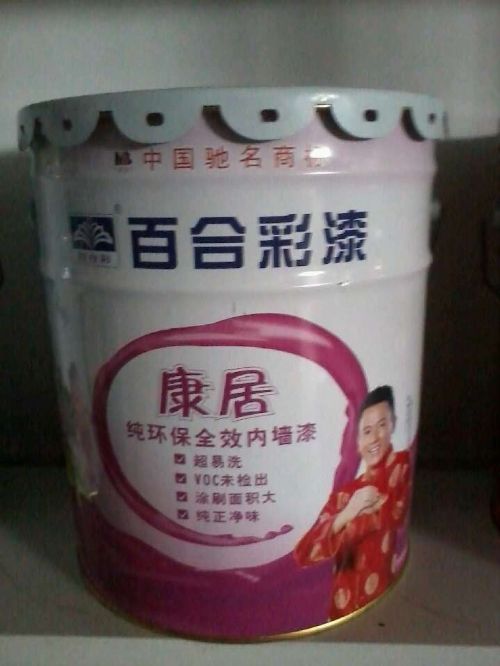 中国驰名商标
百合彩漆
®
康居
纯环保全效内墙漆
超易洗
VOC未检出
涂刷面积大
纯正净味